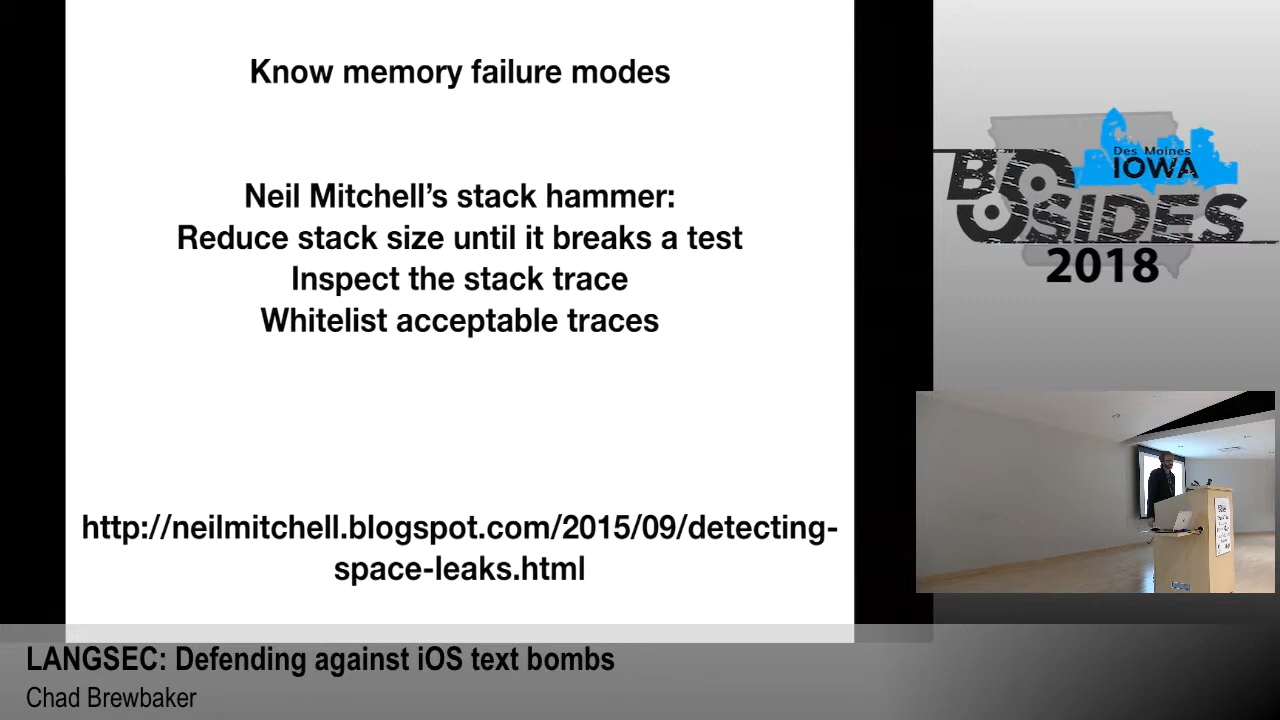 Know memory failure modes
Neil Mitchell's stack hammer:
Reduce stack size until it breaks a test
Inspect the stack trace
Whitelist acceptable traces
http://neilmitchell.blogspot.com/2015/09/detecting-
space-leaks.html
Des Moines
IOWA
BSIDES
2018
LANGSEC: Defending against iOS text bombs
Chad Brewbaker